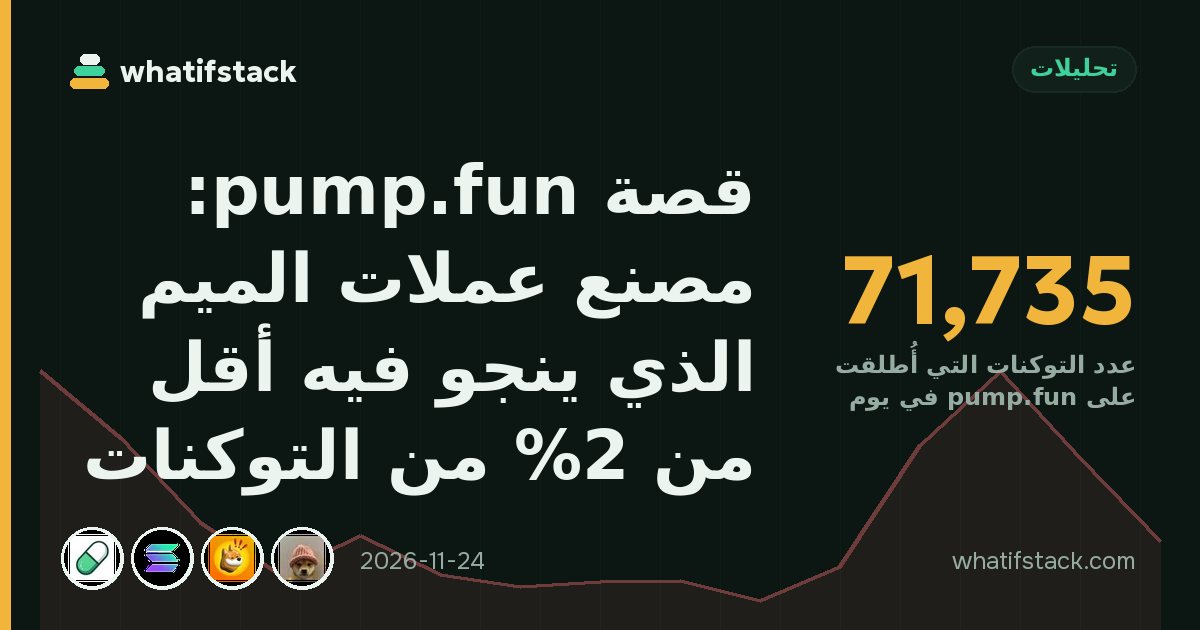 whatifstack
تحليلات
قصة pump.fun:
مصنع عملات الميم
الذي ينجو فيه أقل
من 2% من التوكنات
71,735
عدد التوكنات التي أُطلقت
على pump.fun في يوم
2026-11-24
whatifstack.com